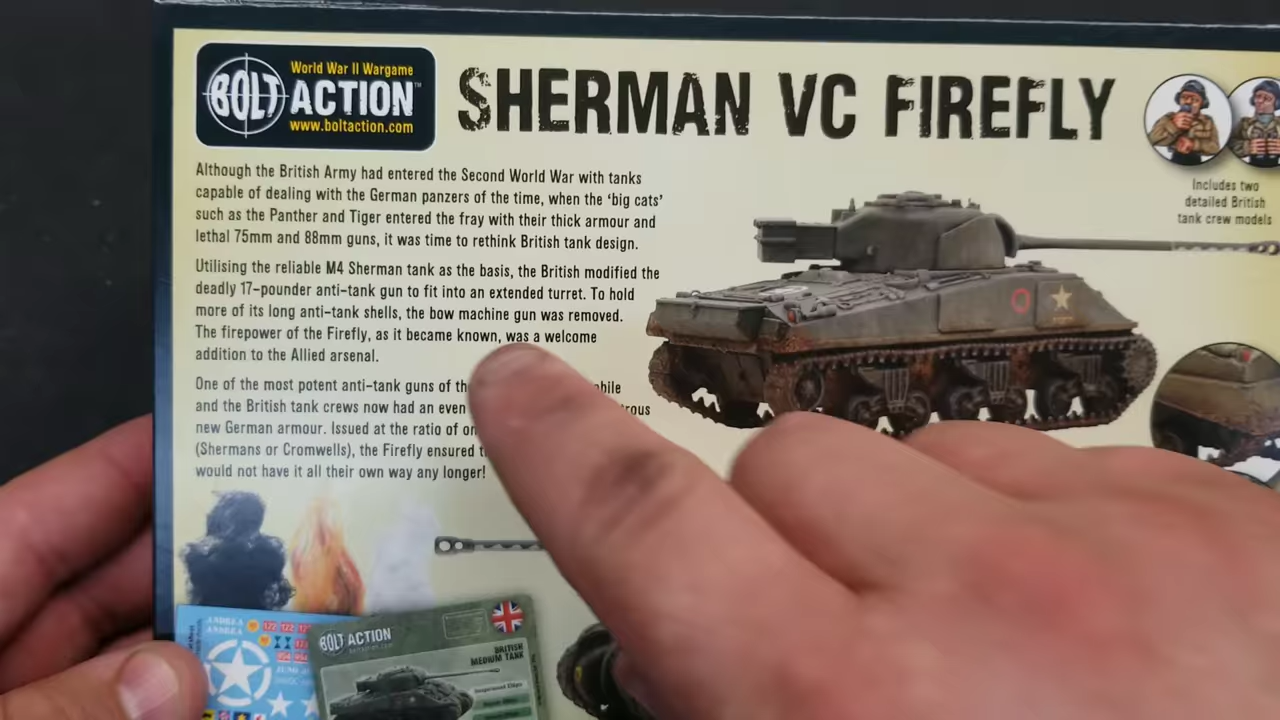 World War II Wargame
BOLT ACTION™
www.boltaction.com
SHERMAN VC FIREFLY
Although the British Army had entered the Second World War with tanks
capable of dealing with the German panzers of the time, when the ‘big cats’
such as the Panther and Tiger entered the fray with their thick armour and
lethal 75mm and 88mm guns, it was time to rethink British tank design.
Utilising the reliable M4 Sherman tank as the basis, the British modified the
deadly 17-pounder anti-tank gun to fit into an extended turret. To hold
more of its long anti-tank shells, the bow machine gun was removed.
The firepower of the Firefly, as it became known, was a welcome
addition to the Allied arsenal.
One of the most potent anti-tank guns of
and the British tank crews now had an even
new German armour. Issued at the ratio of
(Shermans or Cromwells), the Firefly ensured
would not have it all their own way any longer!
Includes two
detailed British
tank crew models
BOLT ACTION
BRITISH
MEDIUM TANK